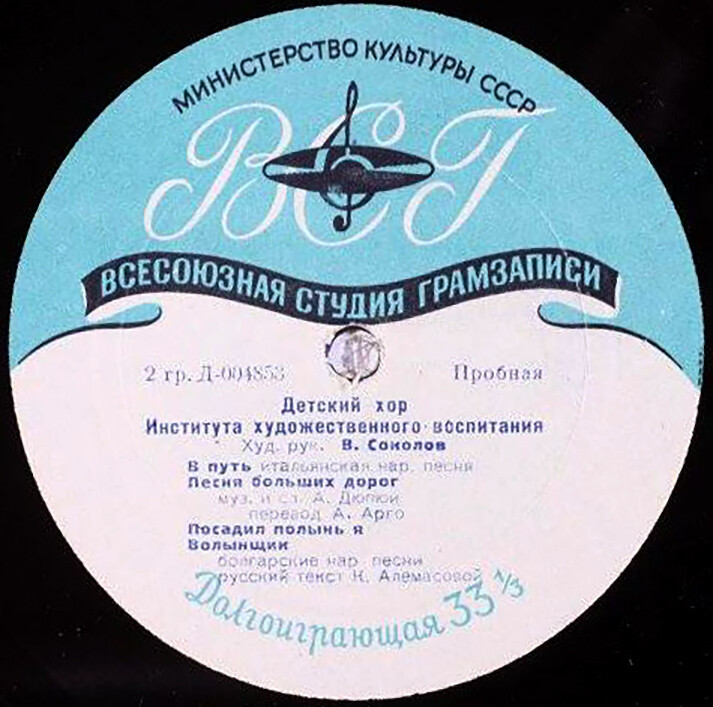 МИНИСТЕРСТВО КУЛЬТУРЫ СССР
ВСГ
ВСЕСОЮЗНАЯ СТУДИЯ ГРАМЗАПИСИ
2 гр. Д-004853 Пробная
Детский хор
Института художественного воспитания
Худ. рук. В. Соколов
В путь итальянская нар. песня
Песня больших дорог
муз. и сл. А. Дюпюи
перевод А. Арго
Посадил полынь я
Волынщик
болгарские нар. песни
русский текст Н. Алемасовой
Долгоиграющая 33 1/3